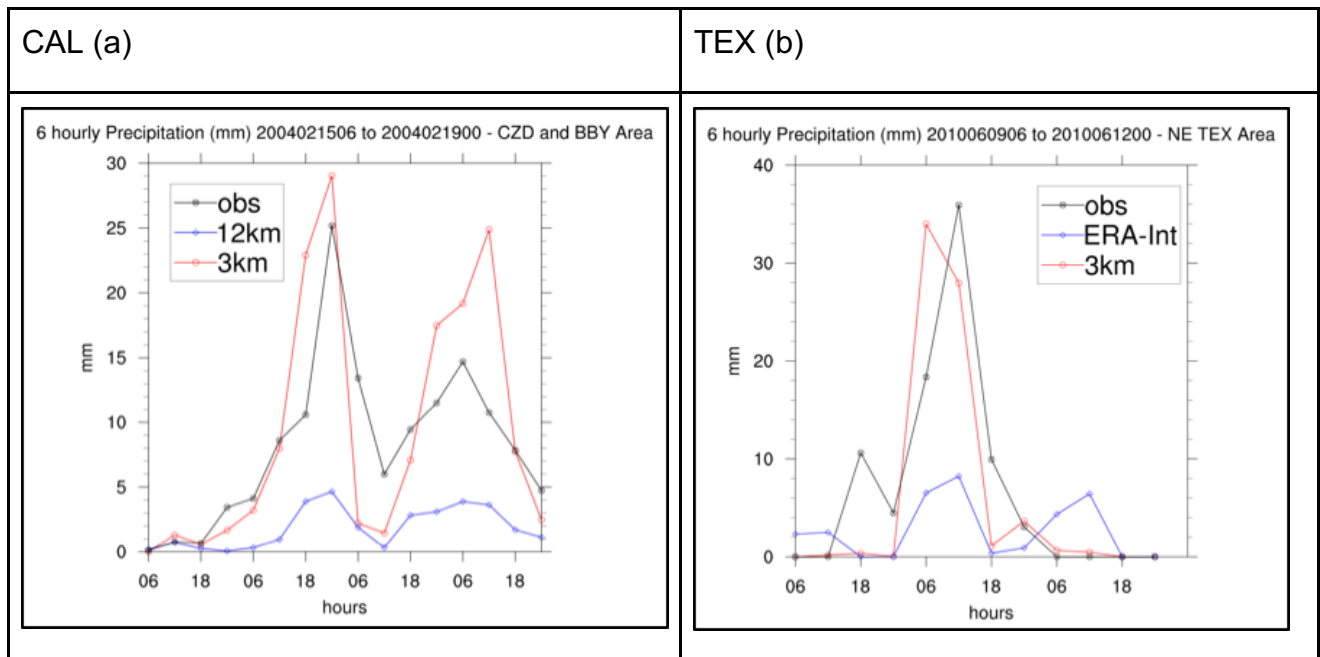 CAL (a)
TEX (b)
6 hourly Precipitation (mm) 2004021506 to 2004021900 - CZD and BBY Area
30
25
20
15
10
5
0
mm
obs
12km
3km
06 18 06 18 06 18 06 18
hours
6 hourly Precipitation (mm) 2010060906 to 2010061200 - NE TEX Area
40
30
20
10
0
mm
obs
ERA-Int
3km
06 18 06 18 06 18
hours